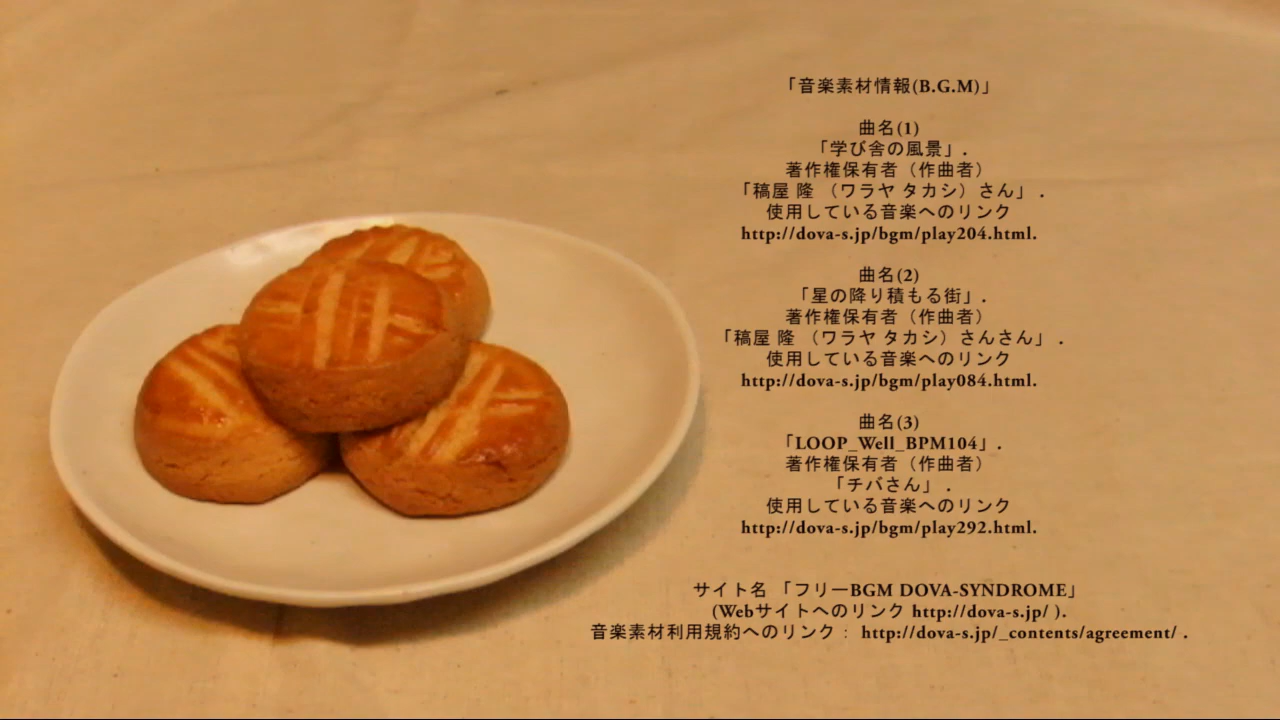 「音楽素材情報(B.G.M)」
曲名(1)
「学び舎の風景」.
著作権保有者（作曲者）
「稿屋 隆 （ワラヤ タカシ）さん」 .
使用している音楽へのリンク
http://dova-s.jp/bgm/play204.html.
曲名(2)
「星の降り積もる街」.
著作権保有者（作曲者）
「稿屋 隆 （ワラヤ タカシ）さんさん」 .
使用している音楽へのリンク
http://dova-s.jp/bgm/play084.html.
曲名(3)
「LOOP_Well_BPM104」.
著作権保有者（作曲者）
「チバさん」 .
使用している音楽へのリンク
http://dova-s.jp/bgm/play292.html.
サイト名 「フリーBGM DOVA-SYNDROME」
(Webサイトへのリンク http://dova-s.jp/ ).
音楽素材利用規約へのリンク： http://dova-s.jp/_contents/agreement/ .